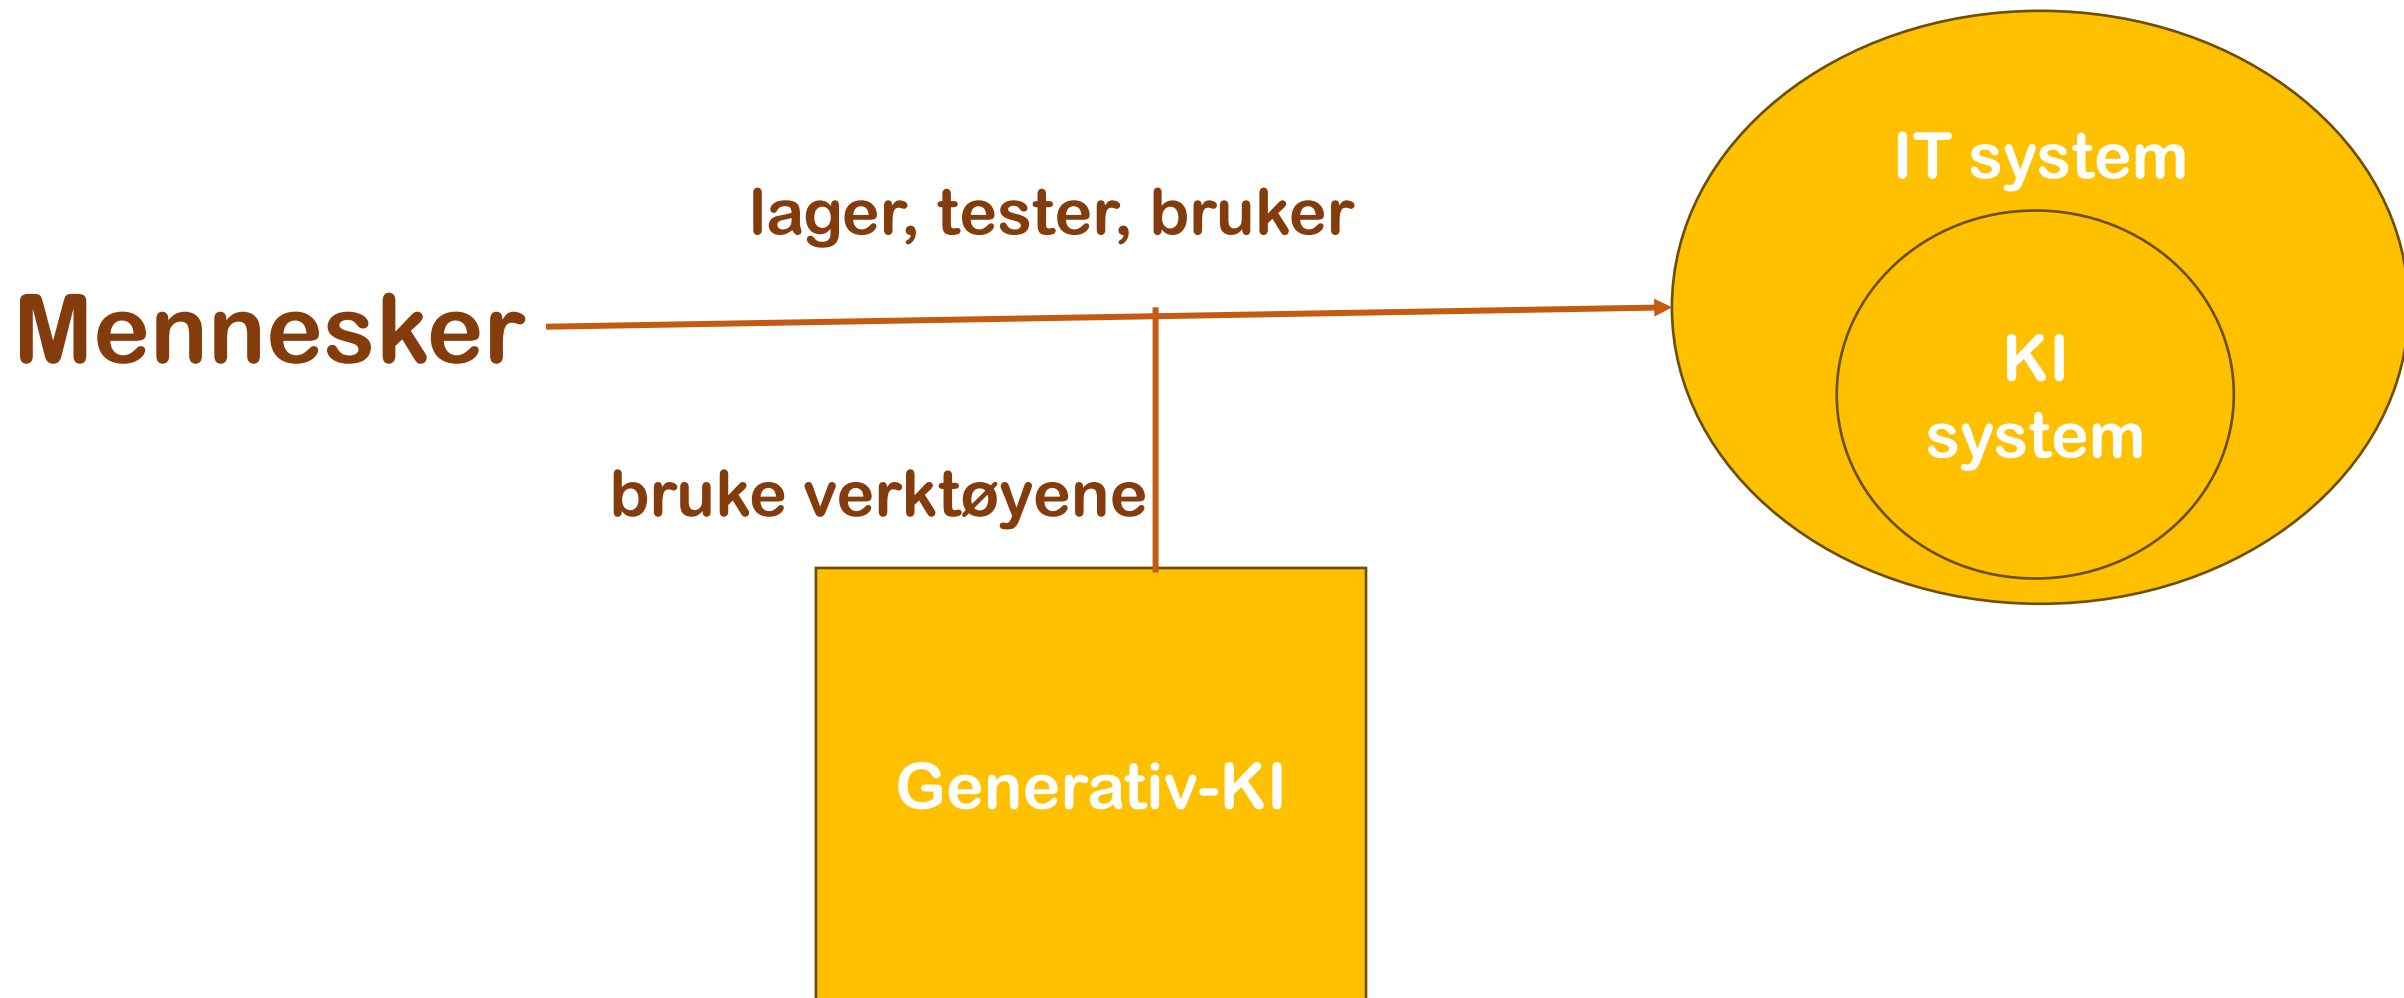 IT system
lager, tester, bruker
Mennesker
KI
system
bruke verktøyene
Generativ-KI